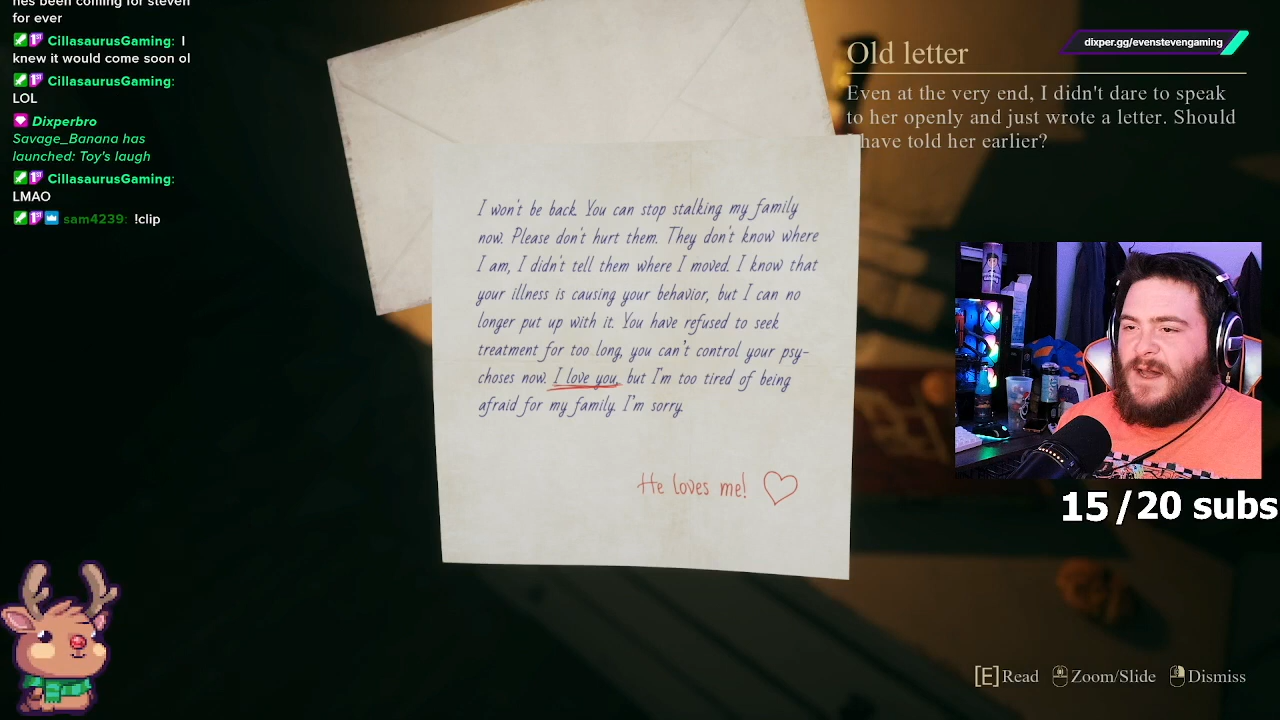 hes been coming for steven
for ever
CillasaurusGaming: I
knew it would come soon ol
CillasaurusGaming:
LOL
Dixperbro
Savage_Banana has
launched: Toy's laugh
CillasaurusGaming:
LMAO
sam4239: !clip
I won't be back. You can stop stalking my family
now. Please don't hurt them. They don't know where
I am, I didn't tell them where I moved. I know that
your illness is causing your behavior, but I can no
longer put up with it. You have refused to seek
treatment for too long, you can't control your psy-
choses now. I love you, but I'm too tired of being
afraid for my family. I'm sorry.
He loves me!
Old letter
dixper.gg/evenstevengaming
Even at the very end, I didn't dare to speak
to her openly and just wrote a letter. Should
I have told her earlier?
15/20 subs
[E]Read Zoom/Slide Dismiss